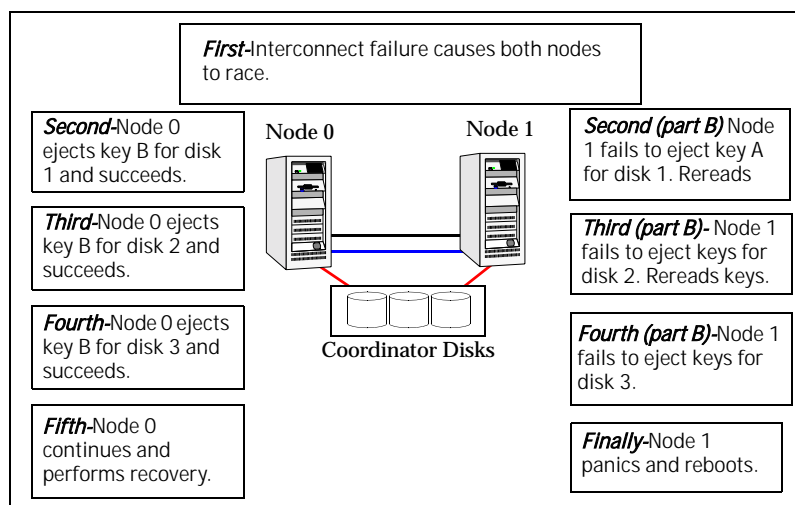 First-Interconnect failure causes both nodes
to race.
Second-Node 0
ejects key B for disk
1 and succeeds.
Third-Node 0 ejects
key B for disk 2 and
succeeds.
Fourth-Node 0 ejects
key B for disk 3 and
succeeds.
Fifth-Node 0
continues and
performs recovery.
Node 0
Node 1
Coordinator Disks
Second (part B) Node
1 fails to eject key A
for disk 1. Rereads
Third (part B)- Node 1
fails to eject keys for
disk 2. Rereads keys.
Fourth (part B)-Node 1
fails to eject keys for
disk 3.
Finally-Node 1
panics and reboots.